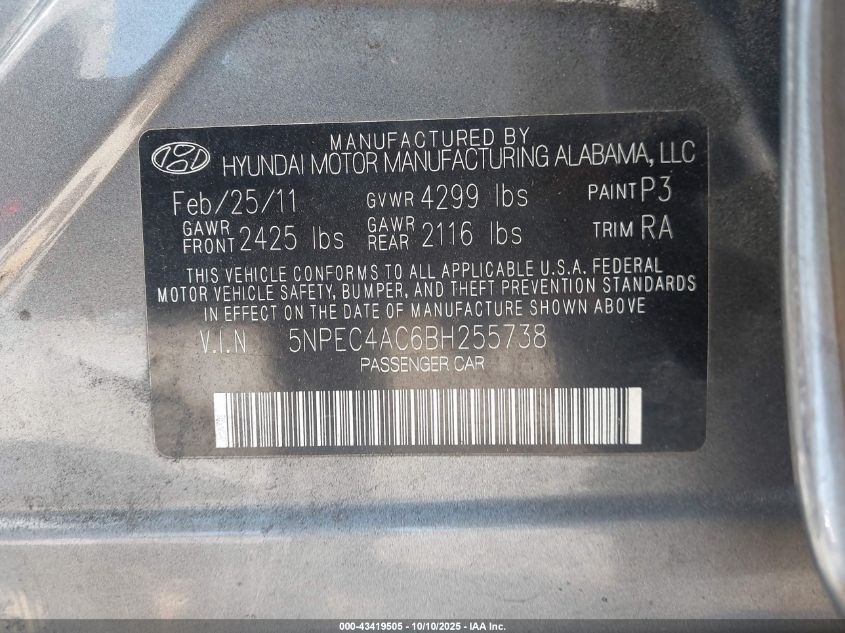 MANUFACTURED BY
HYUNDAI MOTOR MANUFACTURING ALABAMA, LLC
Feb/25/11 GVWR 4299 lbs PAINT P3
GAWR FRONT 2425 lbs GAWR REAR 2116 lbs TRIM RA
THIS VEHICLE CONFORMS TO ALL APPLICABLE U.S.A. FEDERAL
MOTOR VEHICLE SAFETY, BUMPER, AND THEFT PREVENTION STANDARDS
IN EFFECT ON THE DATE OF MANUFACTURE SHOWN ABOVE
V.I.N 5NPEC4AC6BH255738
PASSENGER CAR
000-43419505 - 10/10/2025 - IAA Inc.